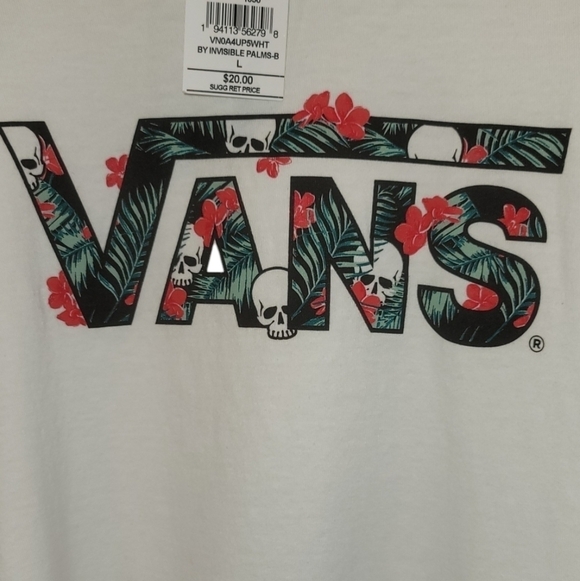 1 94113 56279 8
VN0A4UP5WHT
BY INVISIBLE PALMS-B
L
$20.00
SUGG RET PRICE
VANS
®